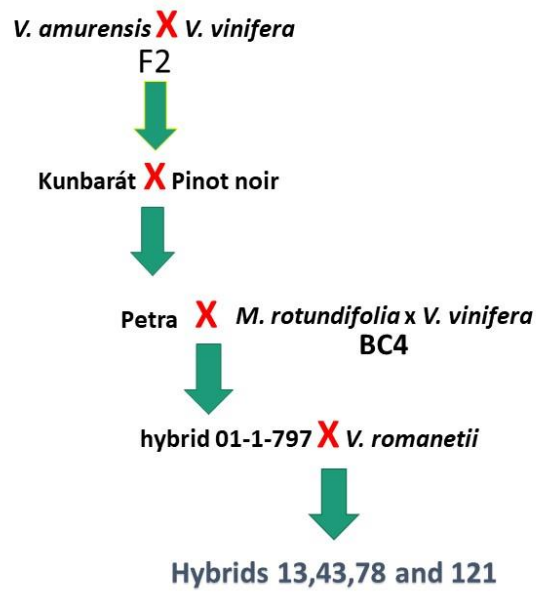 V. amurensis X V. vinifera
F2
Kunbarát X Pinot noir
Petra X M. rotundifolia x V. vinifera
BC4
hybrid 01-1-797 X V. romanetii
Hybrids 13,43,78 and 121